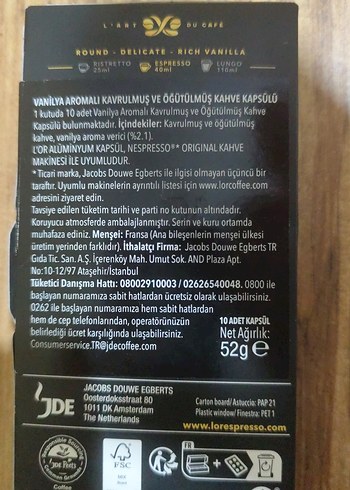 L'ART DU CAFÉ
ROUND - DELICATE - RICH VANILLA
RISTRETTO ESPRESSO LUNGO
25ml 40ml 110ml
VANİLYA AROMALI KAVRULMUŞ VE ÖĞÜTÜLMÜŞ KAHVE KAPSÜLÜ
1 kutuda 10 adet Vanilya Aromalı Kavrulmuş ve Öğütülmüş Kahve
Kapsülü bulunmaktadır. İçindekiler: Kavrulmuş ve öğütülmüş
kahve, vanilya aroma verici (%2.1).
L'OR ALÜMİNYUM KAPSÜL, NESPRESSO®* ORIGINAL KAHVE
MAKİNESİ İLE UYUMLUDUR.
* Ticari marka, Jacobs Douwe Egberts ile ilgisi olmayan üçüncü bir
taraftır. Uyumlu makinelerin ayrıntılı listesi için www.lorcoffee.com
adresini ziyaret edin.
Tavsiye edilen tüketim tarihi ve parti no kutunun altındadır.
Koruyucu atmosferde ambalajlanmıştır. Serin ve kuru ortamda
muhafaza ediniz. Menşei: Fransa (Ana bileşenlerin menşei ülkesi
üretim yerinden farklıdır). İthalatçı Firma: Jacobs Douwe Egberts TR
Gıda Tic. San. A.Ş. İçerenköy Mah. Umut Sok. AND Plaza Apt.
No:10-12/97 Ataşehir/İstanbul
Tüketici Danışma Hattı: 08002910003 / 02626540048. 0800 ile
başlayan numaramıza sabit hatlardan ücretsiz olarak ulaşabilirsiniz.
0262 ile başlayan numaramıza hem sabit hatlardan
hem de cep telefonlarından, operatörünüzün
belirlediği ücret karşılığında ulaşabilirsiniz.
Consumerservice.TR@jdecoffee.com
10 ADET KAPSÜL
Net Ağırlık:
52g e
JDE
JACOBS DOUWE EGBERTS
Oosterdoksstraat 80
1011 DK Amsterdam
The Netherlands
Carton board/ Astuccio: PAP 21
Plastic window/ Finestra: PET 1
www.lorespresso.com
JDE Peet's
Coffee
FSC
FR